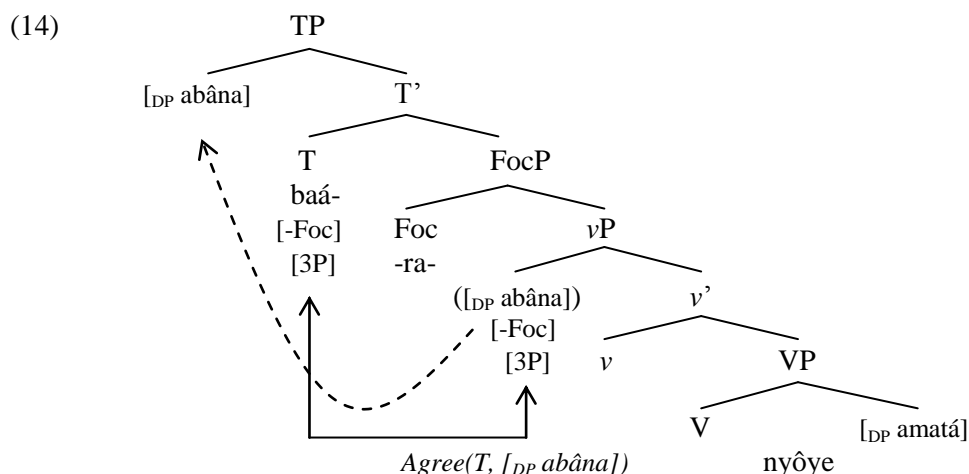 (14)
TP
[DP abâna]
T’
T
FocP
baá-
[-Foc]
Foc
vP
[3P]
-ra-
([DP abâna])
v’
[-Foc]
[3P]
v
VP
V
[DP amatá]
Agree(T, [DP abâna])
nyôye